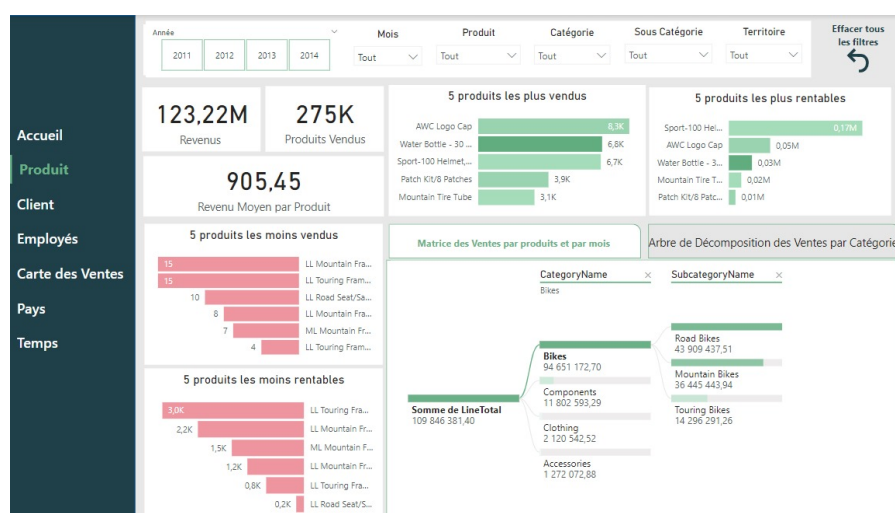 Année
2011
2012
2013
2014
Mois
Tout
Produit
Tout
Catégorie
Tout
Sous Catégorie
Tout
Territoire
Tout
Effacer tous
les filtres
Accueil
Produit
Client
Employés
Carte des Ventes
Pays
Temps
123,22M
Revenus
275K
Produits Vendus
905,45
Revenu Moyen par Produit
5 produits les plus vendus
AWC Logo Cap 8,3K
Water Bottle - 30 ... 6,8K
Sport-100 Helmet,... 6,7K
Patch Kit/8 Patches 3,9K
Mountain Tire Tube 3,1K
5 produits les plus rentables
Sport-100 Hel... 0,17M
AWC Logo Cap 0,05M
Water Bottle - 3... 0,03M
Mountain Tire T... 0,02M
Patch Kit/8 Patc... 0,01M
5 produits les moins vendus
15 LL Mountain Fra...
15 LL Touring Fram...
10 LL Road Seat/Sa...
8 LL Mountain Fra...
7 ML Mountain Fr...
4 LL Touring Fram...
5 produits les moins rentables
3,0K LL Touring Fra...
2,2K LL Mountain Fr...
1,5K ML Mountain F...
1,2K LL Mountain Fr...
0,8K LL Touring Fra...
0,2K LL Road Seat/S...
Matrice des Ventes par produits et par mois
Arbre de Décomposition des Ventes par Catégorie
CategoryName
Bikes
SubcategoryName
Somme de LineTotal
109 846 381,40
Bikes
94 651 172,70
Components
11 802 593,29
Clothing
2 120 542,52
Accessories
1 272 072,88
Road Bikes
43 909 437,51
Mountain Bikes
36 445 443,94
Touring Bikes
14 296 291,26